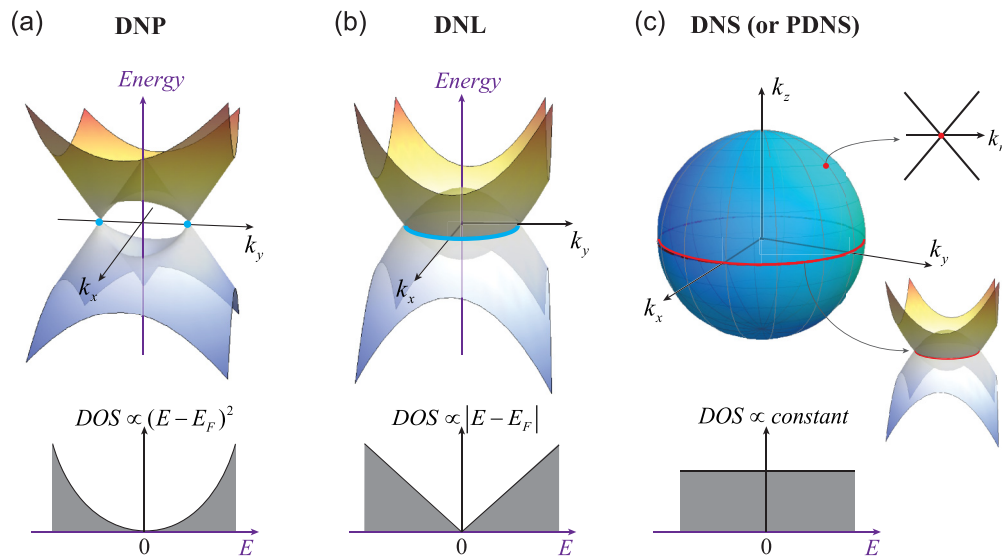 (a) DNP
Energy
k_y
k_x
DOS ∝ (E − E_F)^2
0
E
(b) DNL
Energy
k_y
k_x
DOS ∝ |E − E_F|
0
E
(c) DNS (or PDNS)
k_z
k_y
k_x
DOS ∝ constant
0
E